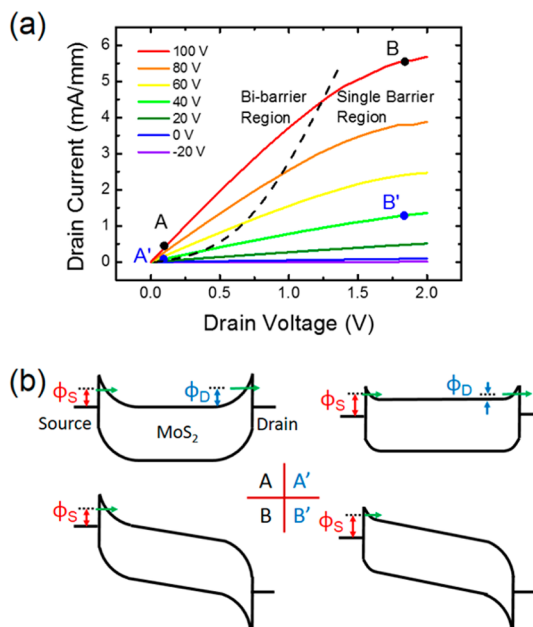 (a)
Drain Current (mA/mm)
6
5
4
3
2
1
0
100 V
80 V
60 V
40 V
20 V
0 V
-20 V
Bi-barrier
Region
Single Barrier
Region
A
B
A'
B'
0.0 0.5 1.0 1.5 2.0
Drain Voltage (V)
(b)
ϕS ϕD
Source MoS2 Drain
ϕS ϕD
A A’
B B’
ϕS
ϕS